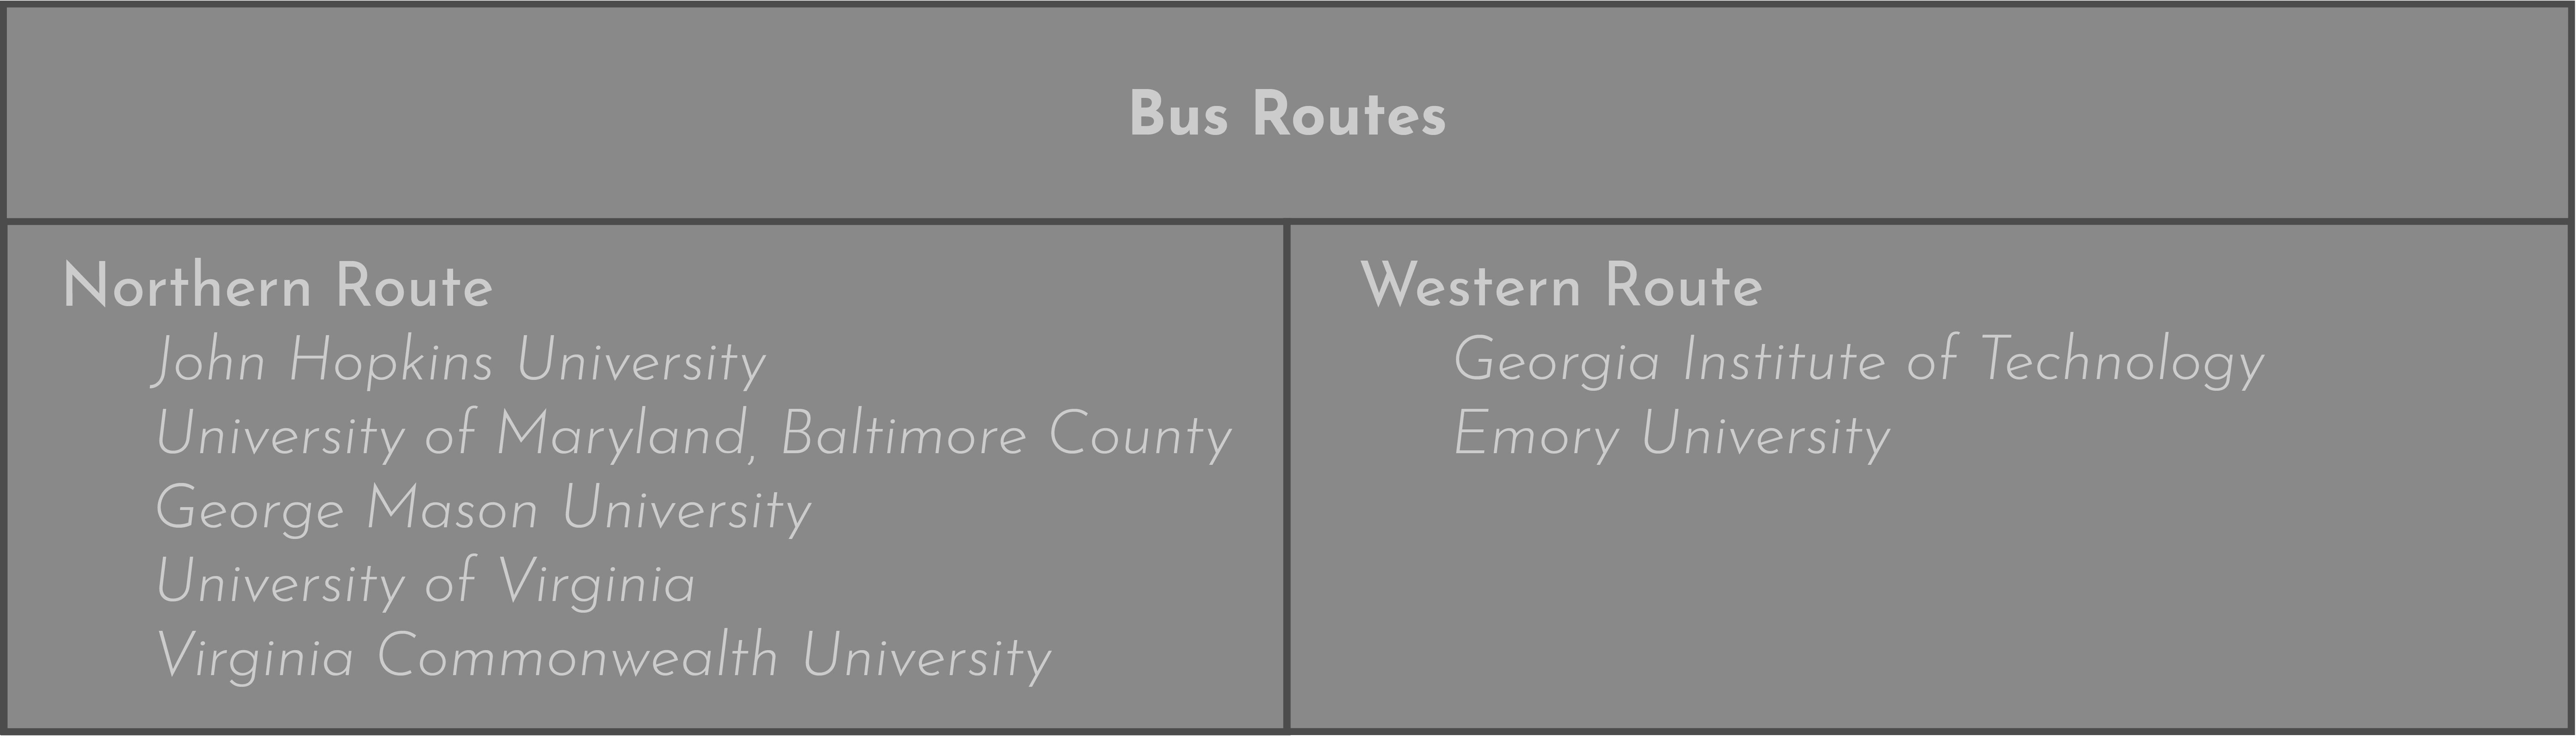 Bus Routes
Northern Route
John Hopkins University
University of Maryland, Baltimore County
George Mason University
University of Virginia
Virginia Commonwealth University
Western Route
Georgia Institute of Technology
Emory University